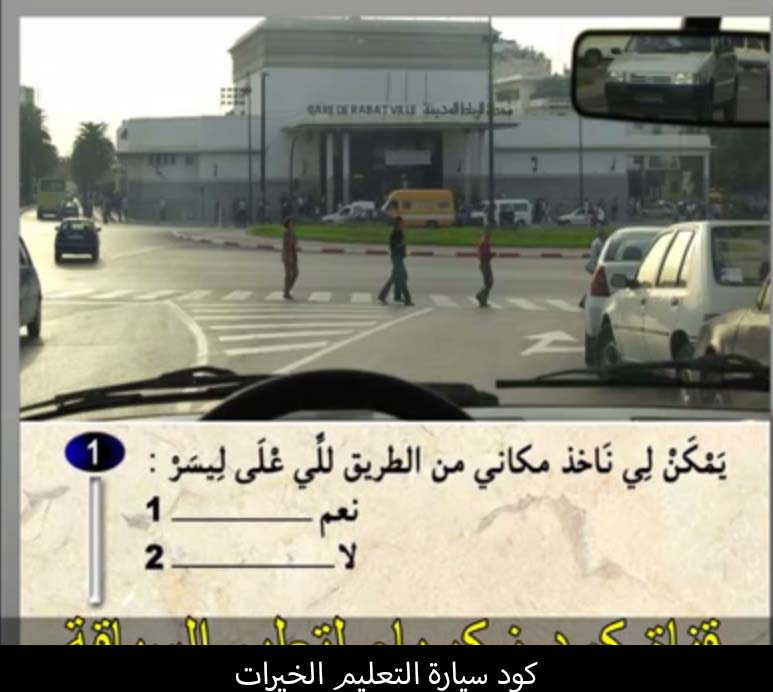 GARE DE RABAT VILLE محطة الرباط المدينة
1 يَمْكَنْ لِي نَاخذ مكاني من الطريق للِّي عْلَى لِيسَرْ :
نعم 1
لا 2
كود سيارة التعليم الخيرات